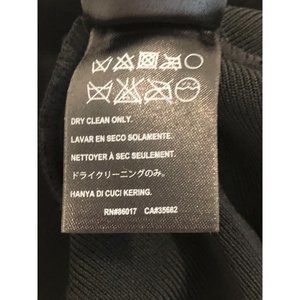 DRY CLEAN ONLY.
LAVAR EN SECO SOLAMENTE.
NETTOYER À SEC SEULEMENT.
ドライクリーニングのみ。
HANYA DI CUCI KERING.
RN#86017 CA#35682